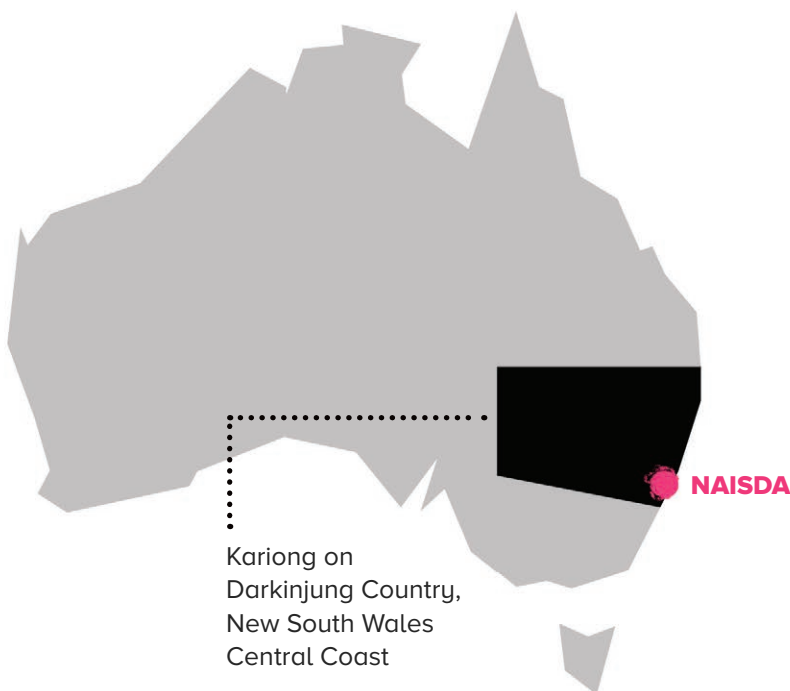 NAISDA
Kariong on
Darkinjung Country,
New South Wales
Central Coast